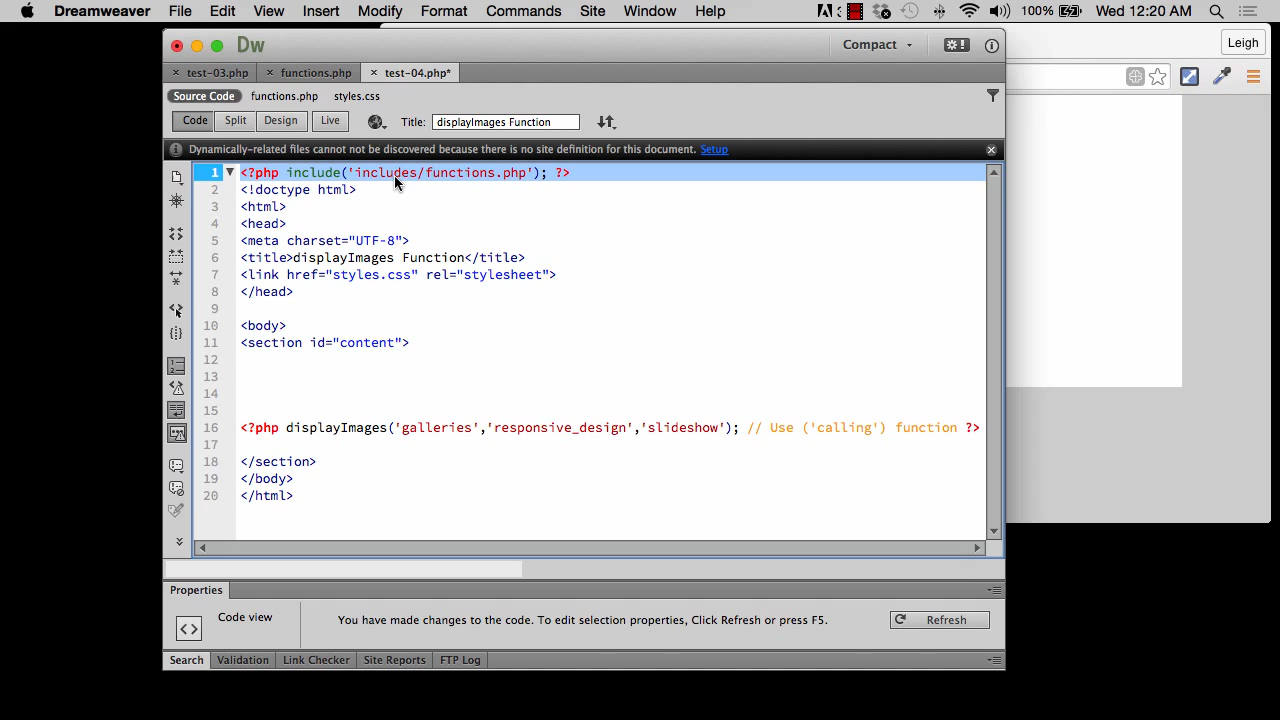 Dreamweaver File Edit View Insert Modify Format Commands Site Window Help 3 100% Wed 12:20 AM
Dw Compact
Leigh
test-03.php functions.php test-04.php*
Source Code functions.php styles.css
Code Split Design Live Title: displayImages Function
Dynamically-related files cannot not be discovered because there is no site definition for this document. Setup
1 <?php include('includes/functions.php'); ?>
2 <!doctype html>
3 <html>
4 <head>
5 <meta charset="UTF-8">
6 <title>displayImages Function</title>
7 <link href="styles.css" rel="stylesheet">
8 </head>
9
10 <body>
11 <section id="content">
12
13
14
15
16 <?php displayImages('galleries','responsive_design','slideshow'); // Use ('calling') function ?>
17
18 </section>
19 </body>
20 </html>
Properties
Code view You have made changes to the code. To edit selection properties, Click Refresh or press F5. Refresh
Search Validation Link Checker Site Reports FTP Log